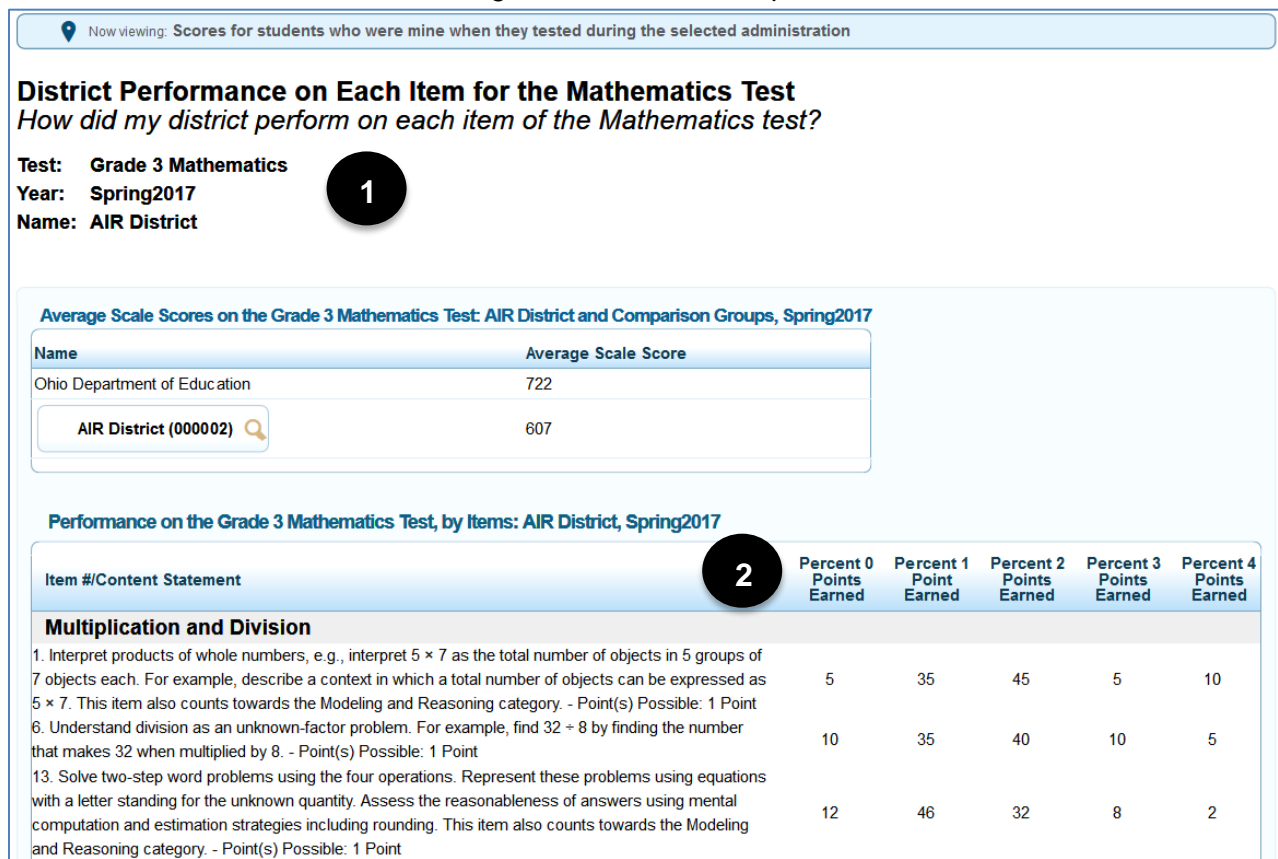 Now viewing: Scores for students who were mine when they tested during the selected administration
District Performance on Each Item for the Mathematics Test
How did my district perform on each item of the Mathematics test?
Test: Grade 3 Mathematics
Year: Spring2017
Name: AIR District
1
Average Scale Scores on the Grade 3 Mathematics Test: AIR District and Comparison Groups, Spring2017
Name Average Scale Score
Ohio Department of Education 722
AIR District (000002) 607
Performance on the Grade 3 Mathematics Test, by Items: AIR District, Spring2017
Item #/Content Statement
2
Percent 0 Points Earned
Percent 1 Point Earned
Percent 2 Points Earned
Percent 3 Points Earned
Percent 4 Points Earned
Multiplication and Division
1. Interpret products of whole numbers, e.g., interpret 5 × 7 as the total number of objects in 5 groups of
7 objects each. For example, describe a context in which a total number of objects can be expressed as
5 × 7. This item also counts towards the Modeling and Reasoning category. - Point(s) Possible: 1 Point
5 35 45 5 10
6. Understand division as an unknown-factor problem. For example, find 32 ÷ 8 by finding the number
that makes 32 when multiplied by 8. - Point(s) Possible: 1 Point
10 35 40 10 5
13. Solve two-step word problems using the four operations. Represent these problems using equations
with a letter standing for the unknown quantity. Assess the reasonableness of answers using mental
computation and estimation strategies including rounding. This item also counts towards the Modeling
and Reasoning category. - Point(s) Possible: 1 Point
12 46 32 8 2